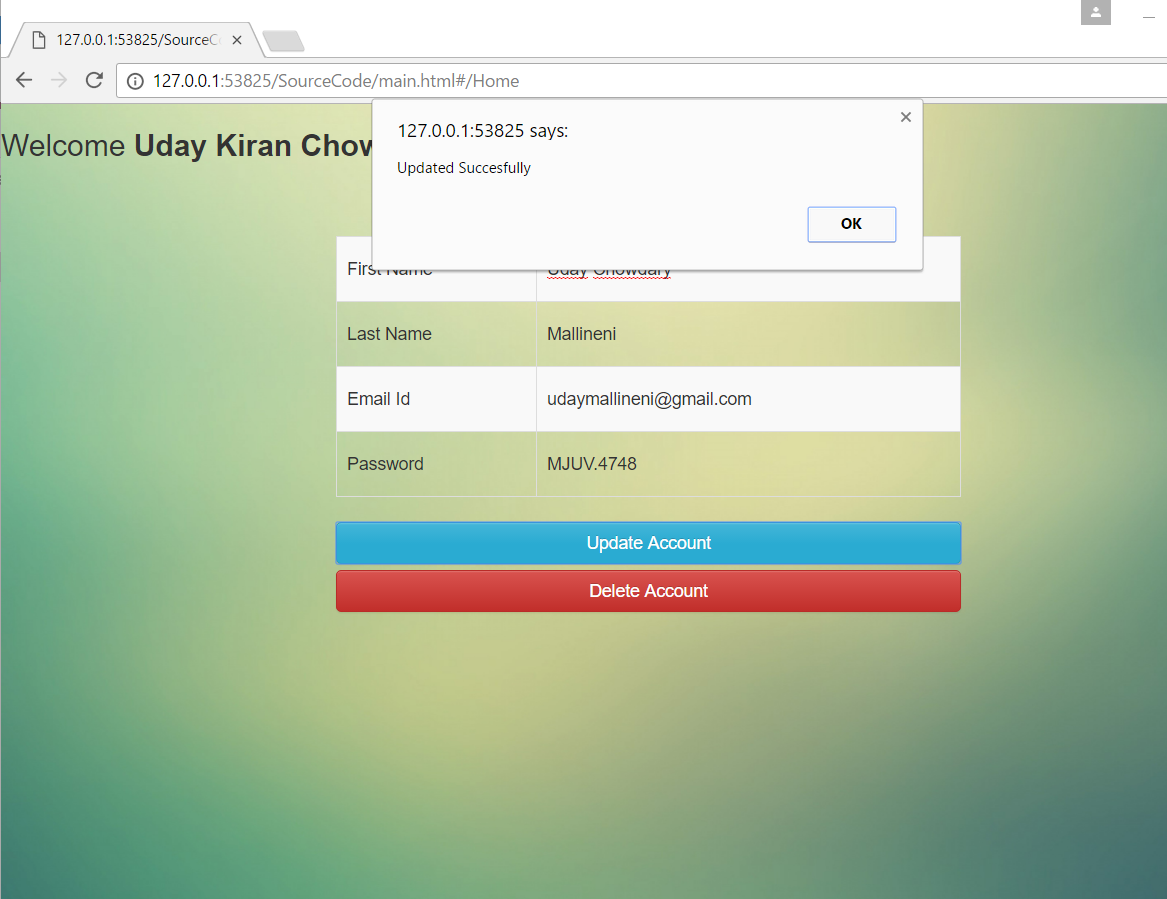 127.0.0.1:53825/SourceC
127.0.0.1:53825/SourceCode/main.html#/Home
127.0.0.1:53825 says:
Updated Succesfully
OK
Welcome Uday Kiran Chow
First Name Uday Chowdary
Last Name Mallineni
Email Id udaymallineni@gmail.com
Password MJUV.4748
Update Account
Delete Account